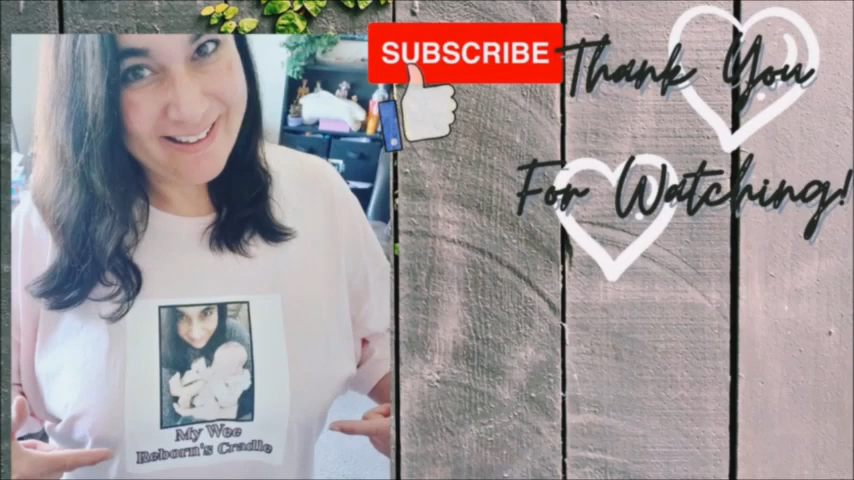 SUBSCRIBE
Thank You
For Watching!
My Wee
Reborn's Cradle